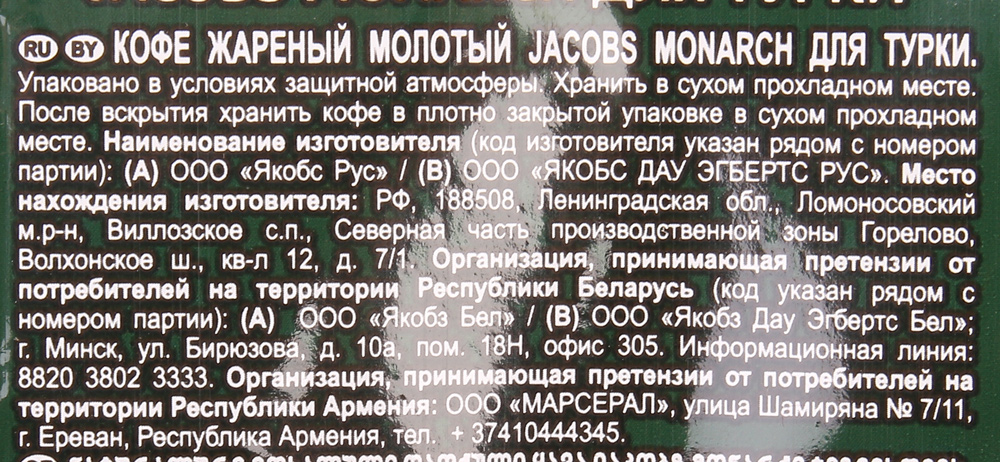 RU BY КОФЕ ЖАРЕНЫЙ МОЛОТЫЙ JACOBS MONARCH ДЛЯ ТУРКИ.
Упаковано в условиях защитной атмосферы. Хранить в сухом прохладном месте.
После вскрытия хранить кофе в плотно закрытой упаковке в сухом прохладном
месте. Наименование изготовителя (код изготовителя указан рядом с номером
партии): (А) ООО «Якобс Рус» / (В) ООО «ЯКОБС ДАУ ЭГБЕРТС РУС». Место
нахождения изготовителя: РФ, 188508, Ленинградская обл., Ломоносовский
м.р-н, Виллозское с.п., Северная часть производственной зоны Горелово,
Волхонское ш., кв-л 12, д. 7/1. Организация, принимающая претензии от
потребителей на территории Республики Беларусь (код указан рядом с
номером партии): (А) ООО «Якобз Бел» / (В) ООО «Якобз Дау Эгбертс Бел»;
г. Минск, ул. Бирюзова, д. 10а, пом. 18Н, офис 305. Информационная линия:
8820 3802 3333. Организация, принимающая претензии от потребителей на
территории Республики Армения: ООО «МАРСЕРАЛ», улица Шамиряна № 7/11,
г. Ереван, Республика Армения, тел. + 37410444345.